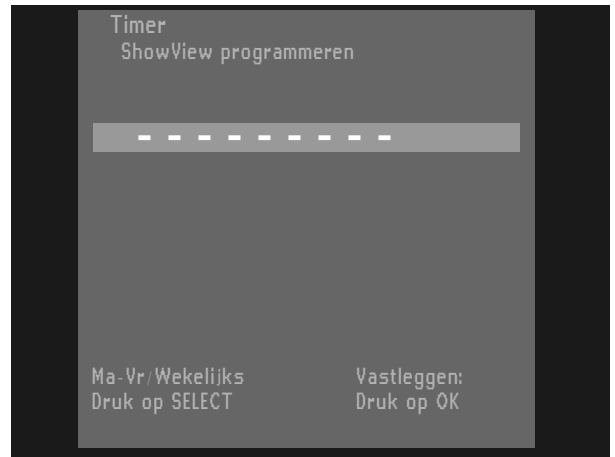 Timer
ShowView programmeren
- - - - - - - - -
Ma-Vr/Wekelijks
Druk op SELECT
Vastleggen:
Druk op OK